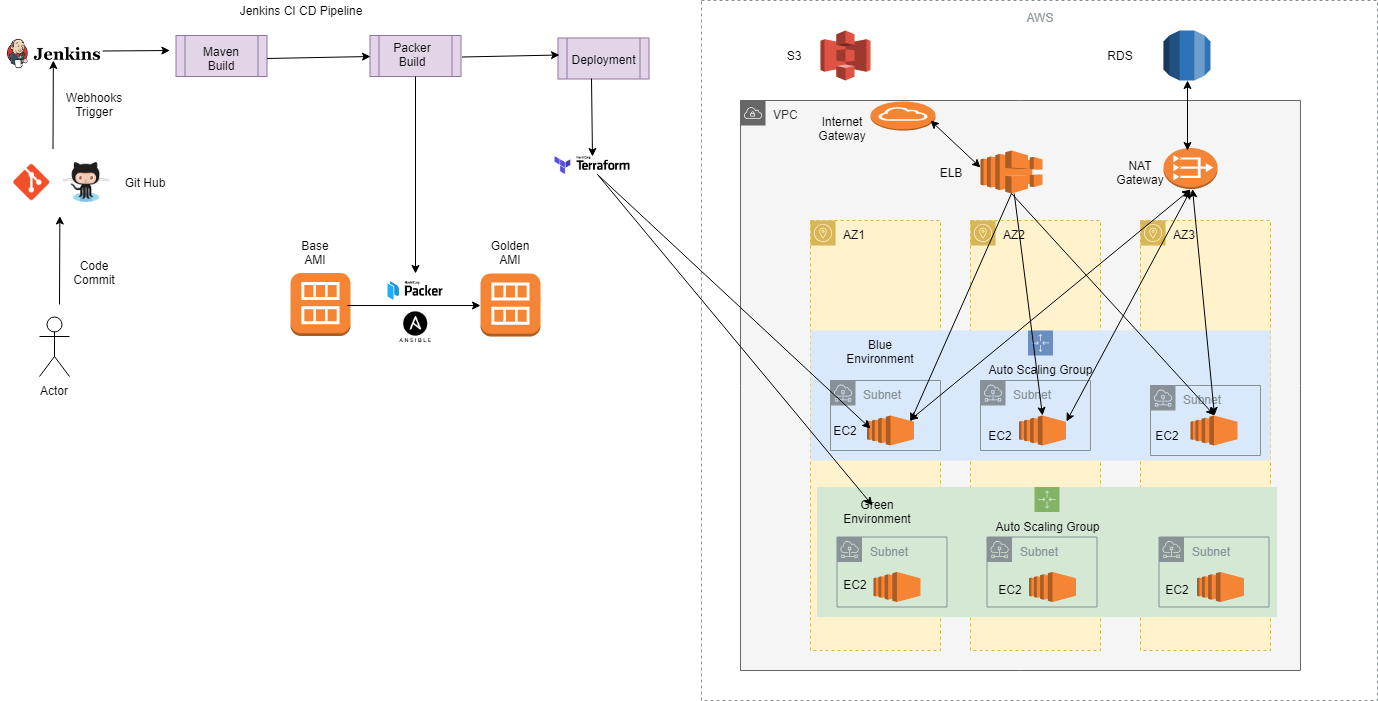 Jenkins CI CD Pipeline
Jenkins
Maven
Build
Packer
Build
Deployment
Webhooks
Trigger
Git Hub
Code
Commit
Actor
Base
AMI
Golden
AMI
HashiCorp
Packer
ANSIBLE
HashiCorp
Terraform
AWS
S3
RDS
VPC
Internet
Gateway
ELB
NAT
Gateway
AZ1
AZ2
AZ3
Blue
Environment
Auto Scaling Group
Subnet
EC2
Subnet
EC2
Subnet
EC2
Green
Environment
Auto Scaling Group
Subnet
EC2
Subnet
EC2
Subnet
EC2